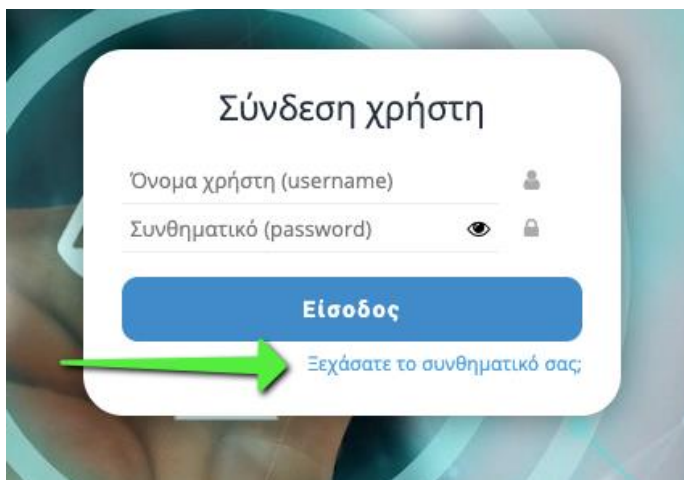 Σύνδεση χρήστη
Όνομα χρήστη (username)
Συνθηματικό (password)
Είσοδος
Ξεχάσατε το συνθηματικό σας;